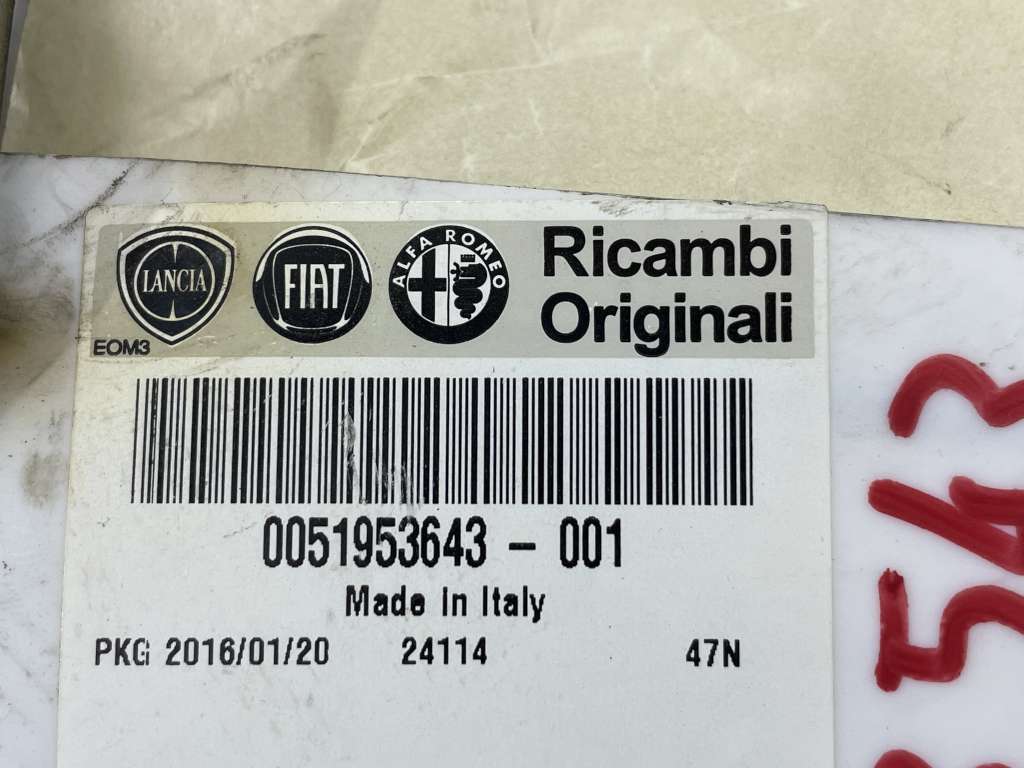 LANCIA
FIAT
ALFA ROMEO
Ricambi
Originali
EOM3
0051953643 - 001
Made in Italy
PKG 2016/01/20 24114 47N